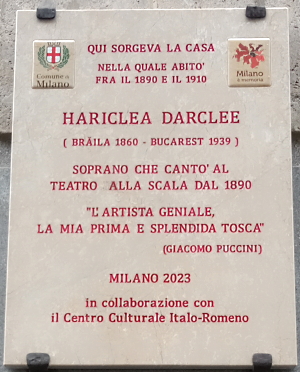 QUI SORGEVA LA CASA
NELLA QUALE ABITO'
FRA IL 1890 E IL 1910
Comune di
Milano
Milano
è memoria
HARICLEA DARCLEE
( BRĂILA 1860 - BUCAREST 1939 )
SOPRANO CHE CANTO' AL
TEATRO ALLA SCALA DAL 1890
"L'ARTISTA GENIALE,
LA MIA PRIMA E SPLENDIDA TOSCA"
(GIACOMO PUCCINI)
MILANO 2023
in collaborazione con
il Centro Culturale Italo-Romeno